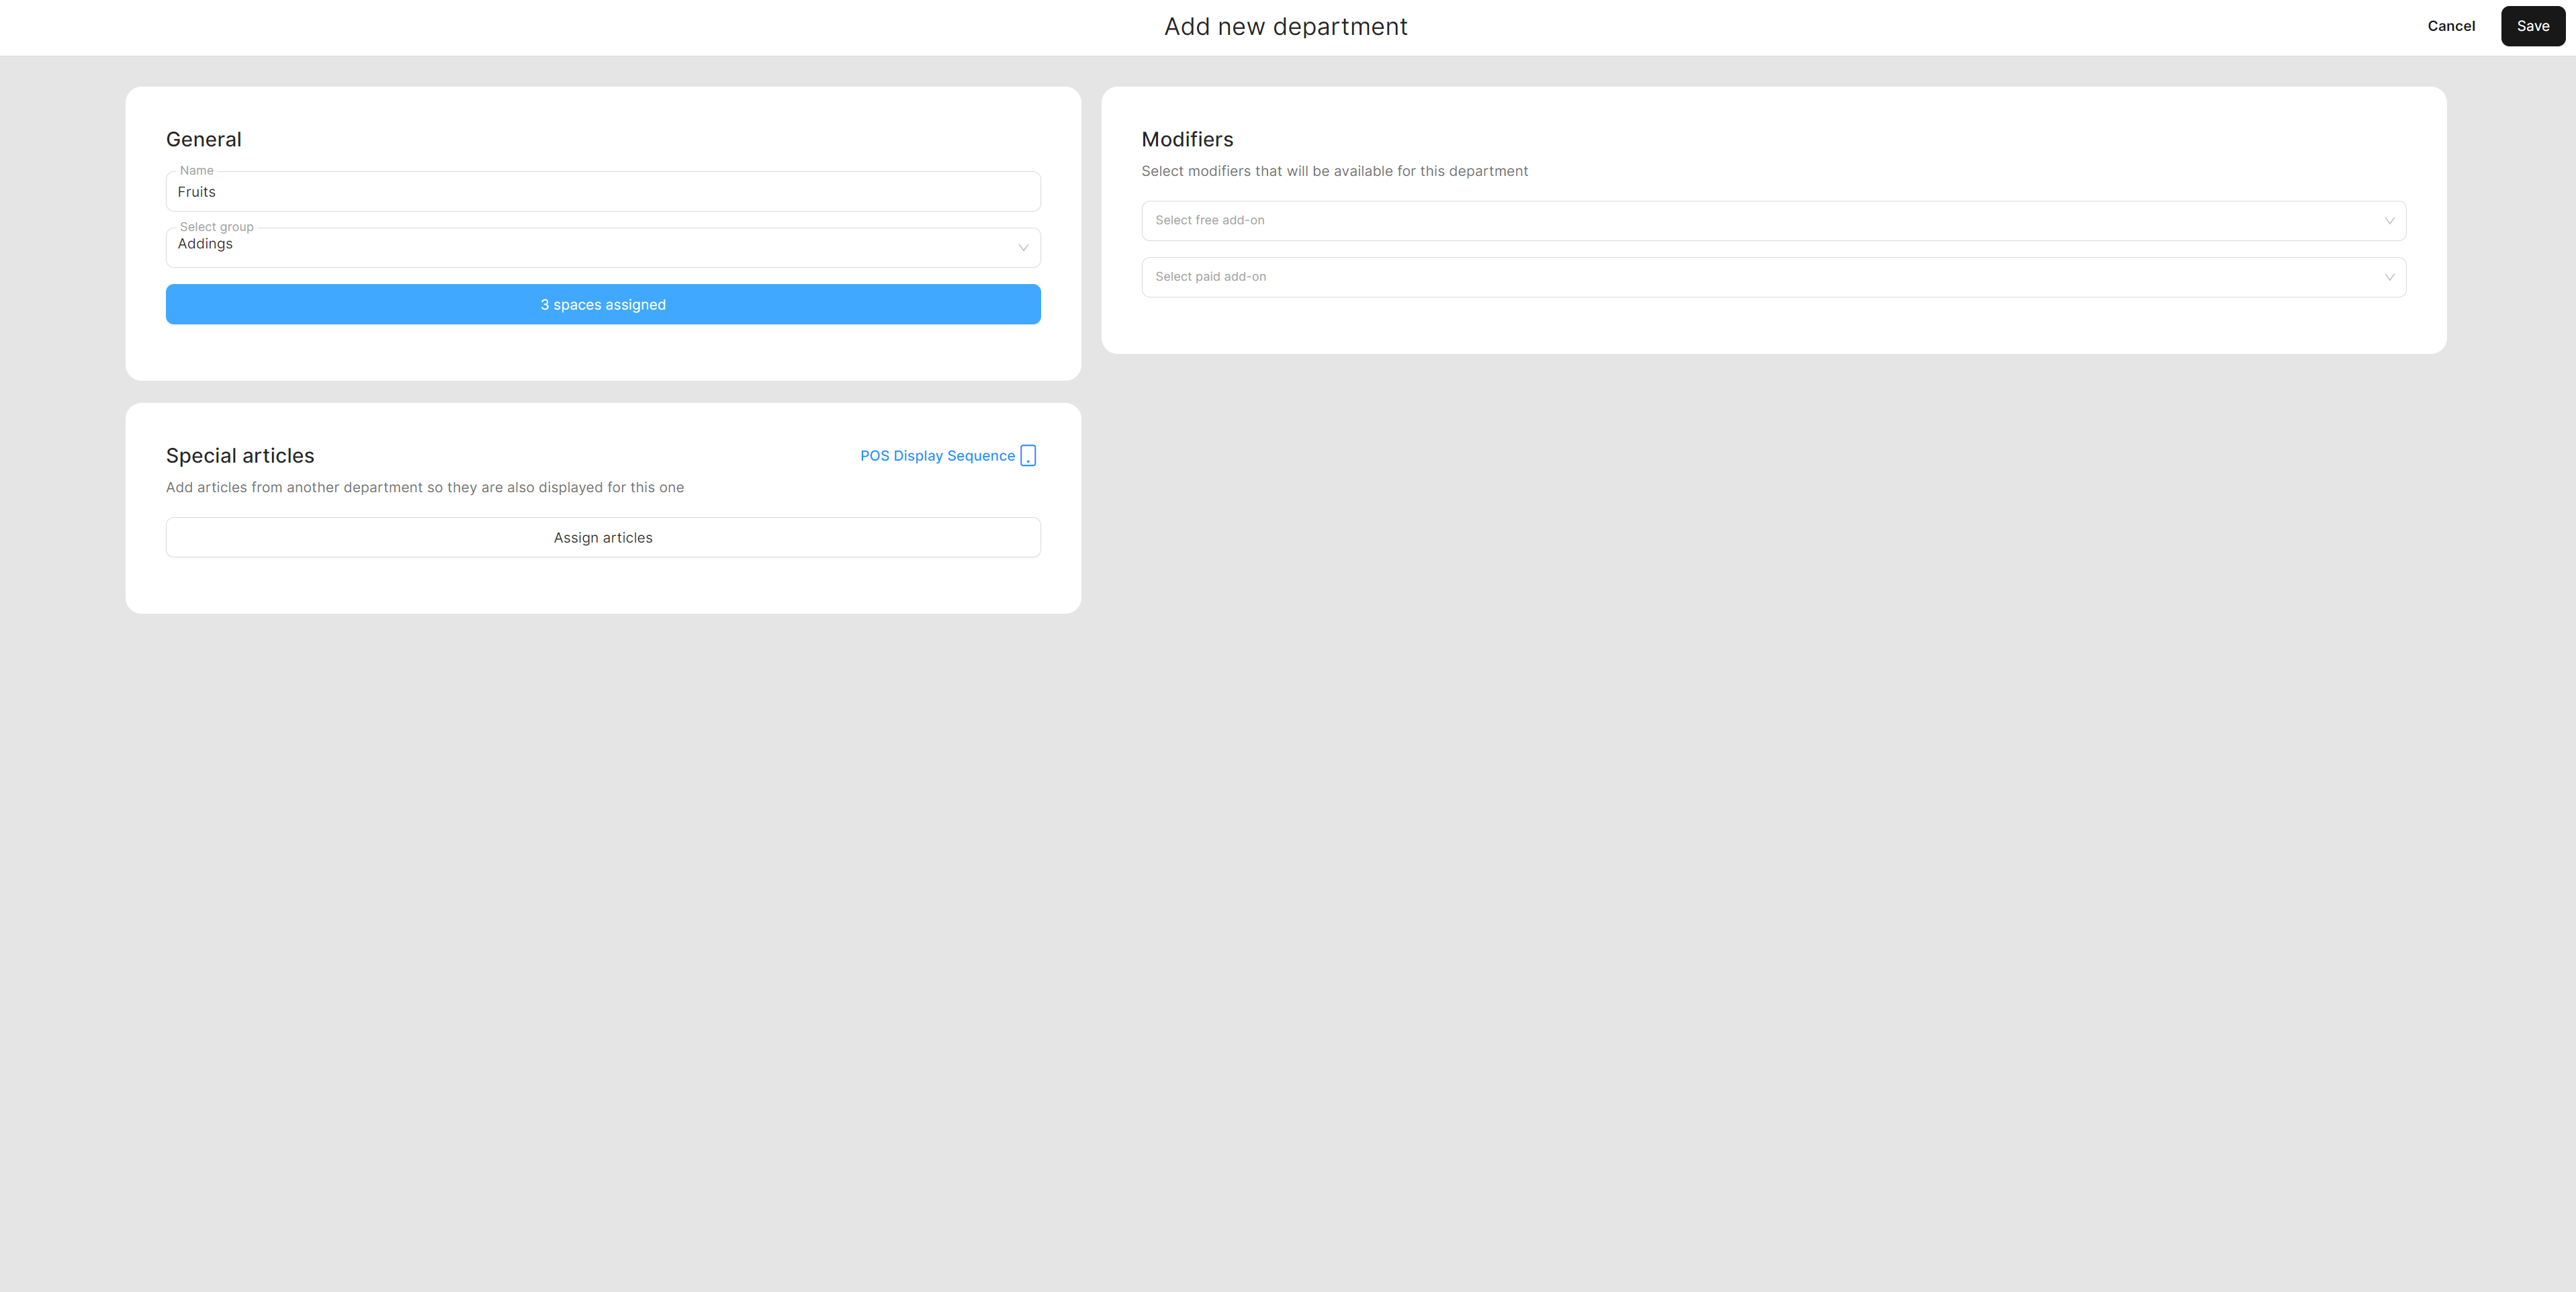 Add new department
Cancel
Save
General
Name
Fruits
Select group
Addings
3 spaces assigned
Modifiers
Select modifiers that will be available for this department
Select free add-on
Select paid add-on
Special articles
POS Display Sequence
Add articles from another department so they are also displayed for this one
Assign articles